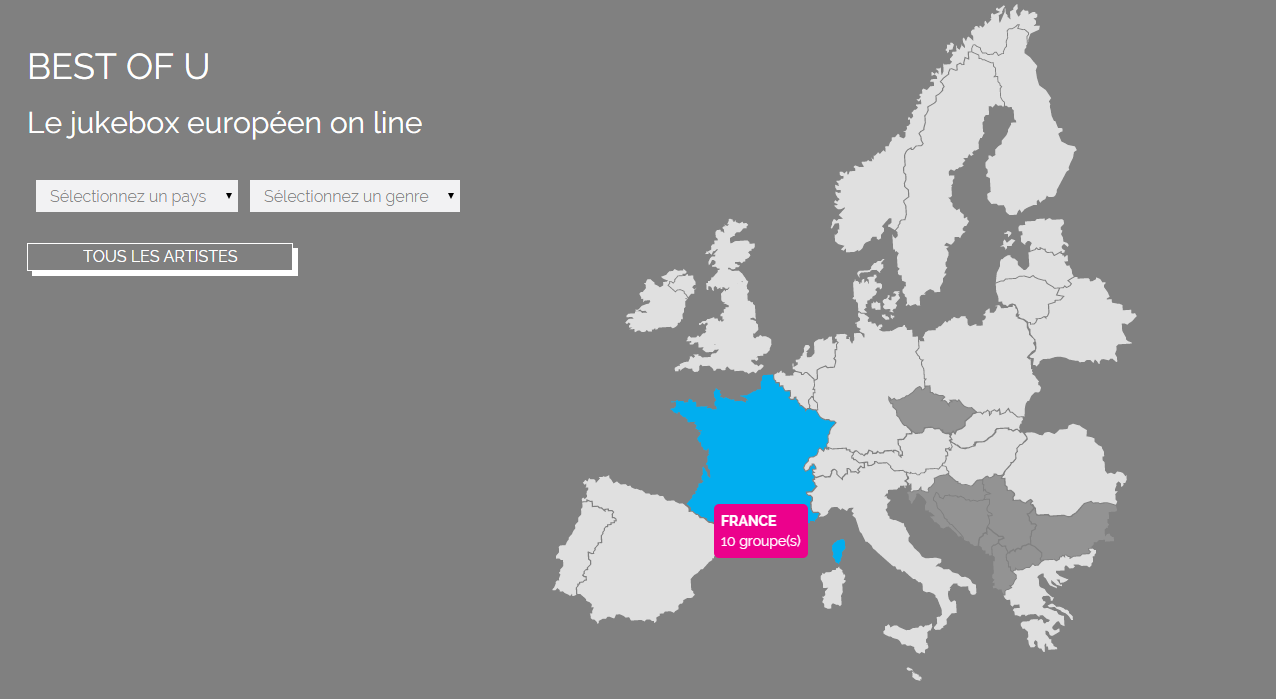 BEST OF U
Le jukebox européen on line
Sélectionnez un pays
Sélectionnez un genre
TOUS LES ARTISTES
FRANCE
10 groupe(s)